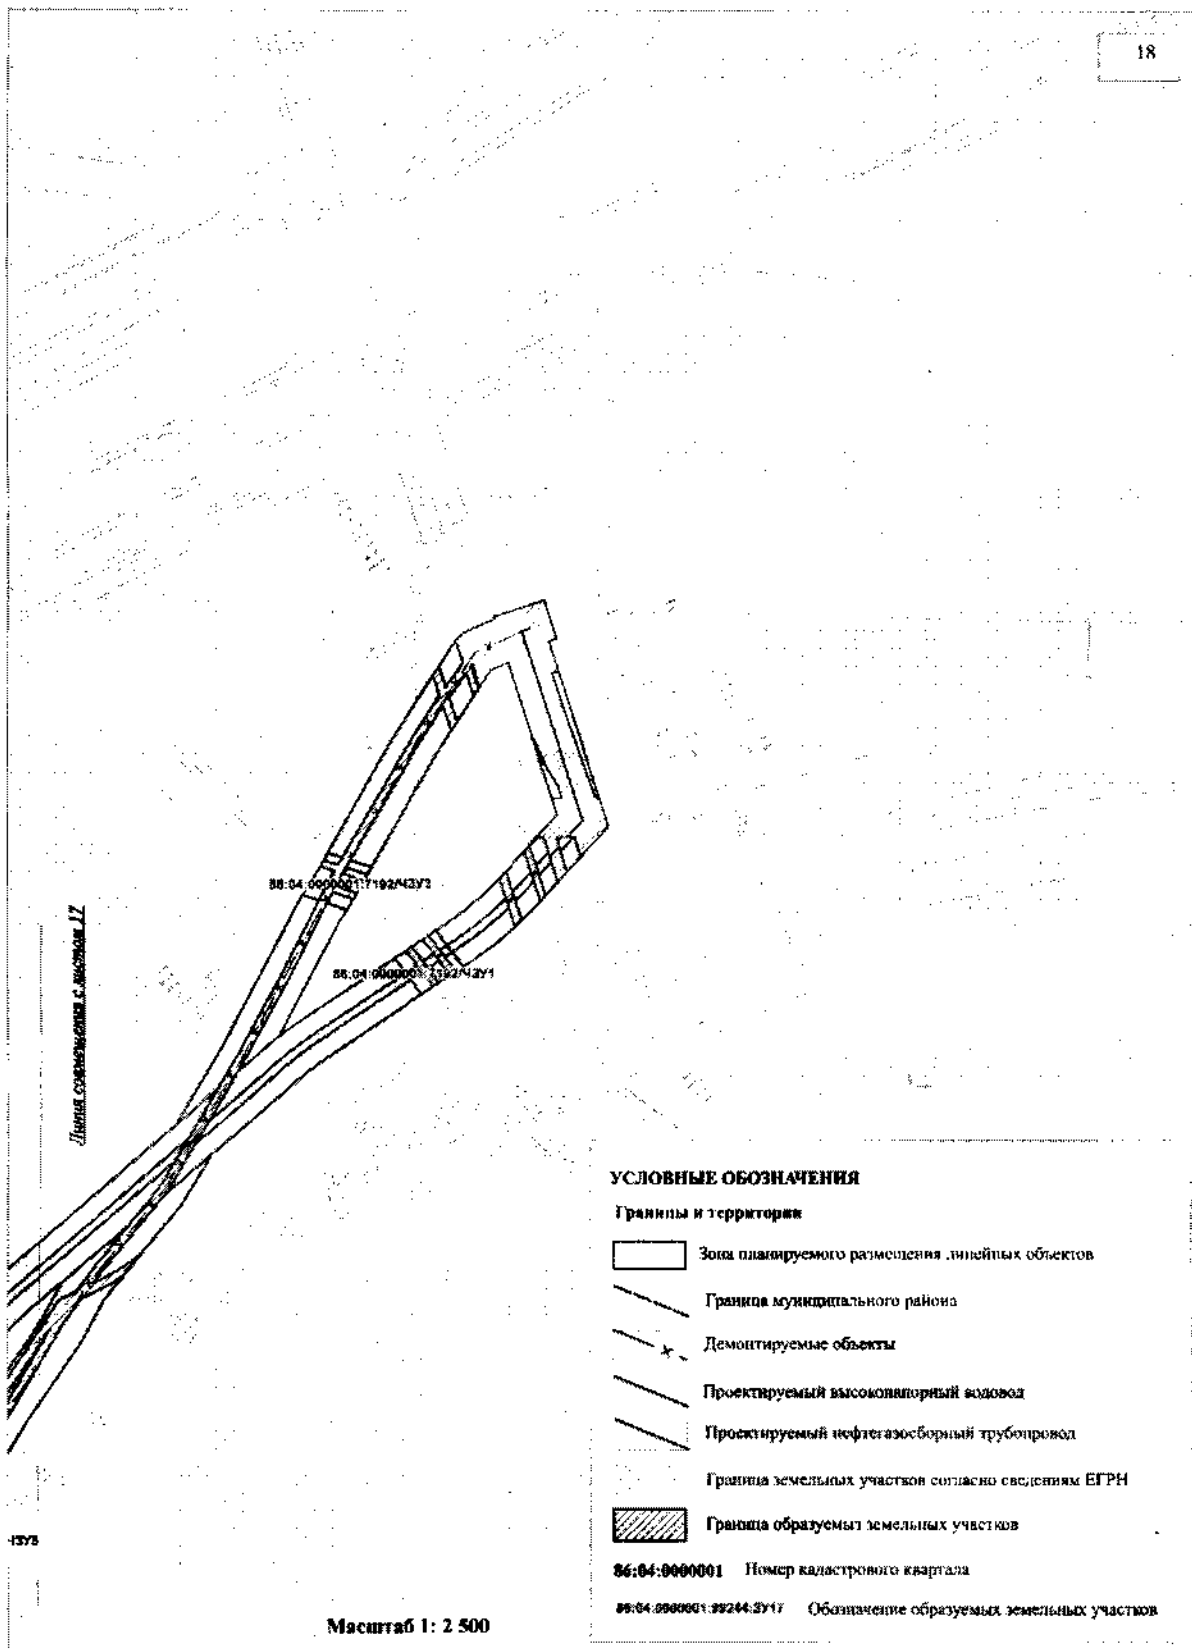 18
86:04:0000001:7192/ЧЗУ2
86:04:0000001:7192/ЧЗУ1
Линия совмещения с листом 17
УСЛОВНЫЕ ОБОЗНАЧЕНИЯ
Границы и территории
Зона планируемого размещения линейных объектов
Граница муниципального района
Демонтируемые объекты
Проектируемый высоконапорный водовод
Проектируемый нефтегазосборный трубопровод
Граница земельных участков согласно сведениям ЕГРН
Граница образуемых земельных участков
86:04:0000001 Номер кадастрового квартала
Обозначение образуемых земельных участков
Масштаб 1: 2 500